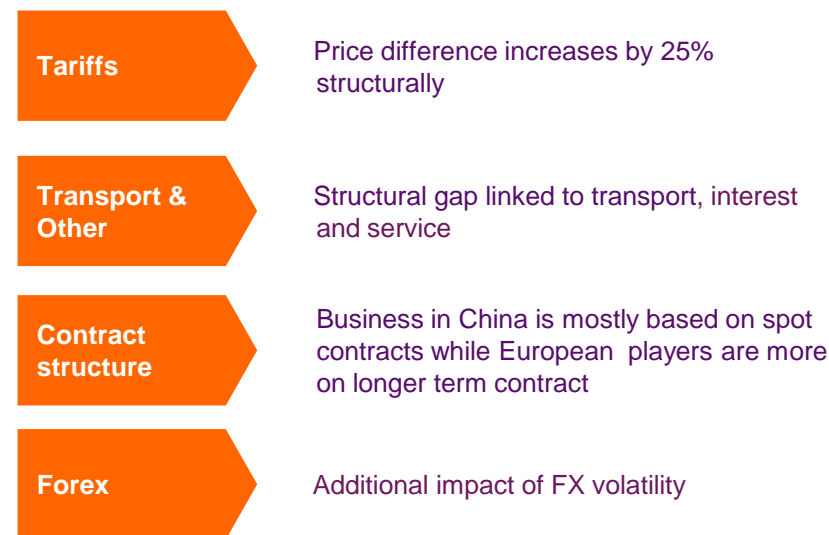 Tariffs
Price difference increases by 25%
structurally
Transport &
Other
Structural gap linked to transport, interest
and service
Contract
structure
Business in China is mostly based on spot
contracts while European  players are more
on longer term contract
Forex
Additional impact of FX volatility